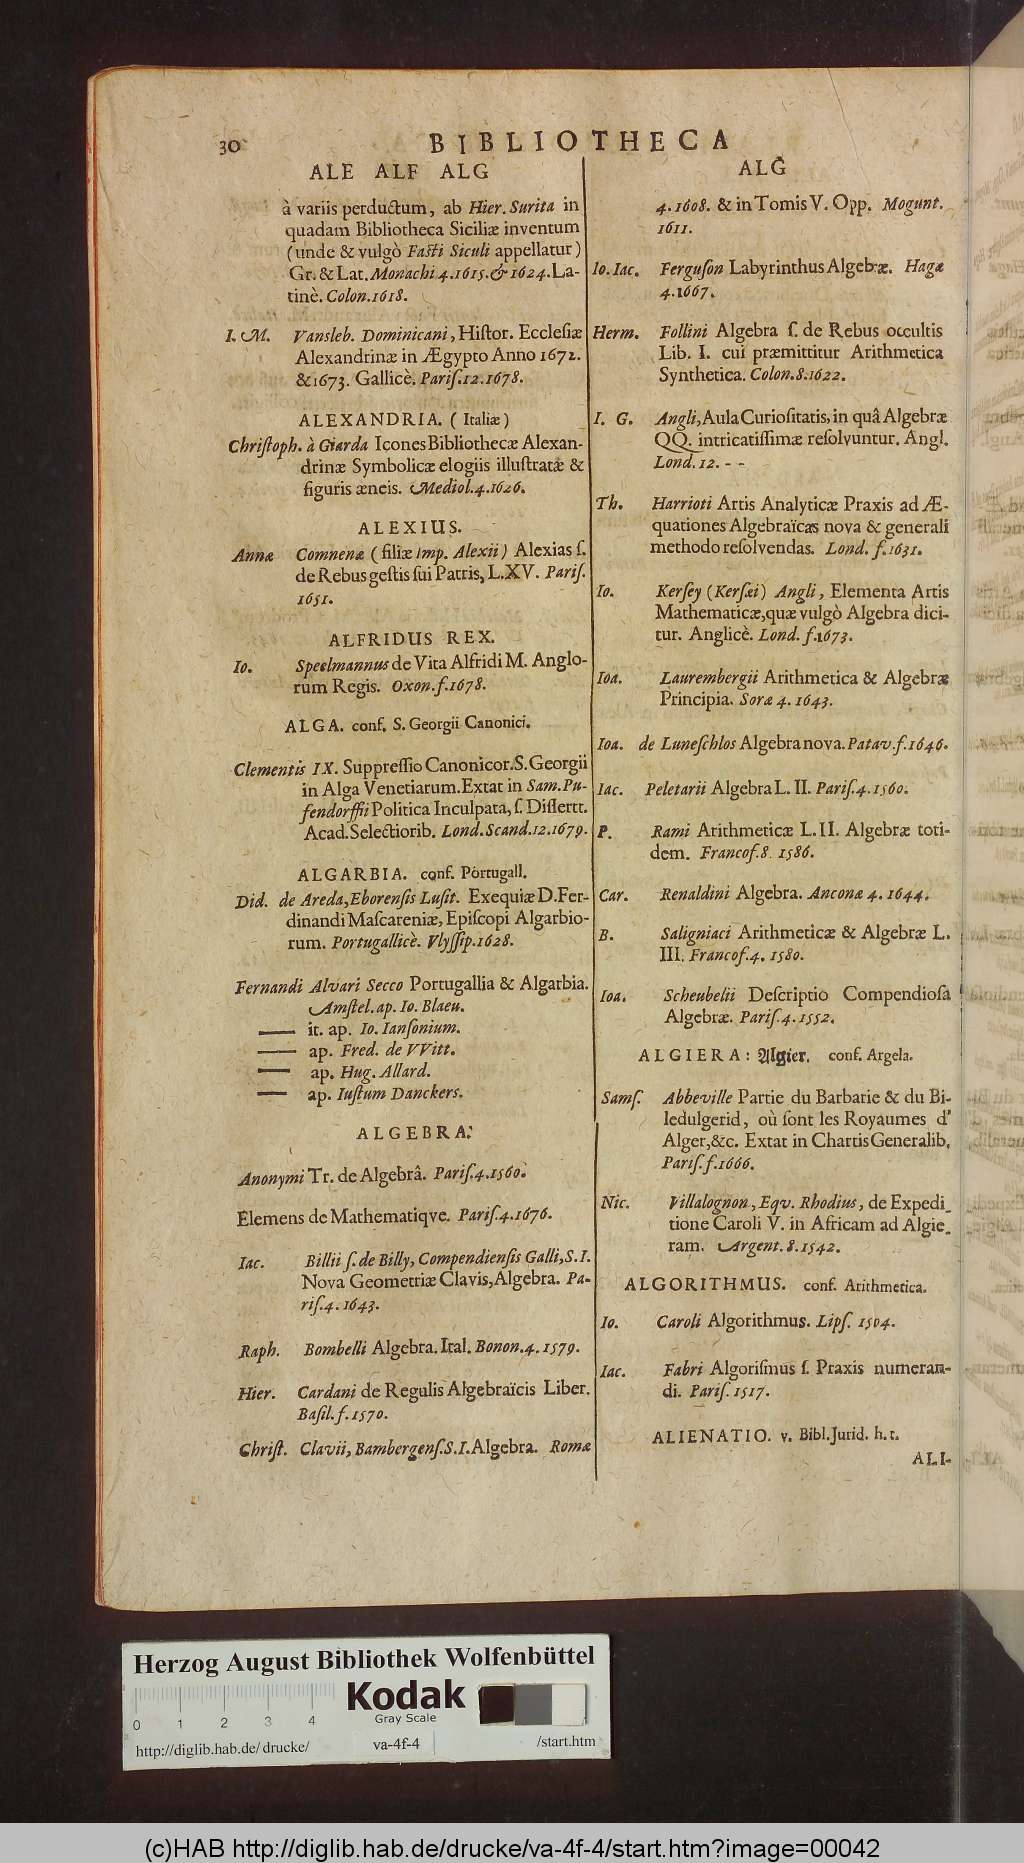 30
BIBLIOTHECA
ALE ALF ALG
à variis perductum, ab Hier. Surita in
quadam Bibliotheca Siciliæ inventum
(unde & vulgò Fasti Siculi appellatur)
Gr. & Lat. Monachi 4. 1615. & 1624. La-
tinè. Colon. 1618.
I. M. Vansleb. Dominicani, Histor. Ecclesiæ
Alexandrinæ in Ægypto Anno 1672.
& 1673. Gallicè. Paris. 12. 1678.
ALEXANDRIA. (Italiæ)
Christoph. à Giarda Icones Bibliothecæ Alexan-
drinæ Symbolicæ elogiis illustratæ &
figuris æneis. Mediol. 4. 1626.
ALEXIUS.
Annæ Comnenæ (filiæ Imp. Alexii) Alexias s.
de Rebus gestis sui Patris, L. XV. Paris.
1651.
ALFRIDUS REX.
Io. Speelmannus de Vita Alfridi M. Anglo-
rum Regis. Oxon. f. 1678.
ALGA. conf. S. Georgii Canonici.
Clementis IX. Suppressio Canonicor. S. Georgii
in Alga Venetiarum. Extat in Sam. Pu-
fendorffii Politica Inculpata, s. Dissertt.
Acad. Selectiorib. Lond. Scand. 12. 1679.
ALGARBIA. conf. Portugall.
Did. de Areda, Eborensis Lusit. Exequiæ D. Fer-
dinandi Mascareniæ, Episcopi Algarbio-
rum. Portugallicè. Vlyssip. 1628.
Fernandi Alvari Secco Portugallia & Algarbia.
Amstel. ap. Io. Blaeu.
— it. ap. Io. Iansonium.
— ap. Fred. de VVitt.
— ap. Hug. Allard.
— ap. Iustum Danckers.
ALGEBRA.
Anonymi Tr. de Algebrâ. Paris. 4. 1560.
Elemens de Mathematiqve. Paris. 4. 1676.
Iac. Billii s. de Billy, Compendiensis Galli, S. I.
Nova Geometriæ Clavis, Algebra. Pa-
ris. 4. 1643.
Raph. Bombelli Algebra. Ital. Bonon. 4. 1579.
Hier. Cardani de Regulis Algebraïcis Liber.
Basil. f. 1570.
Christ. Clavii, Bambergens. S. I. Algebra. Romæ
ALG
4. 1608. & in Tomis V. Opp. Mogunt.
1611.
Io. Iac. Ferguson Labyrinthus Algebræ. Hagæ
4. 1667.
Herm. Follini Algebra s. de Rebus occultis
Lib. I. cui præmittitur Arithmetica
Synthetica. Colon. 8. 1622.
I. G. Angli, Aula Curiositatis, in quâ Algebræ
QQ. intricatissimæ resolvuntur. Angl.
Lond. 12. - -
Th. Harrioti Artis Analyticæ Praxis ad Æ-
quationes Algebraïcas nova & generali
methodo resolvendas. Lond. f. 1631.
Io. Kersey (Kersæi) Angli, Elementa Artis
Mathematicæ, quæ vulgò Algebra dici-
tur. Anglicè. Lond. f. 1673.
Ioa. Laurembergii Arithmetica & Algebræ
Principia. Soræ 4. 1643.
Ioa. de Luneschlos Algebra nova. Patav. f. 1646.
Iac. Peletarii Algebra L. II. Paris. 4. 1560.
P. Rami Arithmeticæ L. II. Algebræ toti-
dem. Francof. 8. 1586.
Car. Renaldini Algebra. Anconæ 4. 1644.
B. Saligniaci Arithmeticæ & Algebræ L.
III. Francof. 4. 1580.
Ioa. Scheubelii Descriptio Compendiosa
Algebræ. Paris. 4. 1552.
ALGIERA: Algier. conf. Argela.
Sams. Abbeville Partie du Barbarie & du Bi-
ledulgerid, où sont les Royaumes d'
Alger, &c. Extat in Chartis Generalib.
Paris. f. 1666.
Nic. Villalognon, Eqv. Rhodius, de Expedi-
tione Caroli V. in Africam ad Algie-
ram. Argent. 8. 1542.
ALGORITHMUS. conf. Arithmetica.
Io. Caroli Algorithmus. Lips. 1504.
Iac. Fabri Algorismus s. Praxis numeran-
di. Paris. 1517.
ALIENATIO. v. Bibl. Jurid. h. t.
ALI-
Herzog August Bibliothek Wolfenbüttel
Kodak
Gray Scale
0 1 2 3 4
http://diglib.hab.de/drucke/ va-4f-4 /start.htm
(c)HAB http://diglib.hab.de/drucke/va-4f-4/start.htm?image=00042